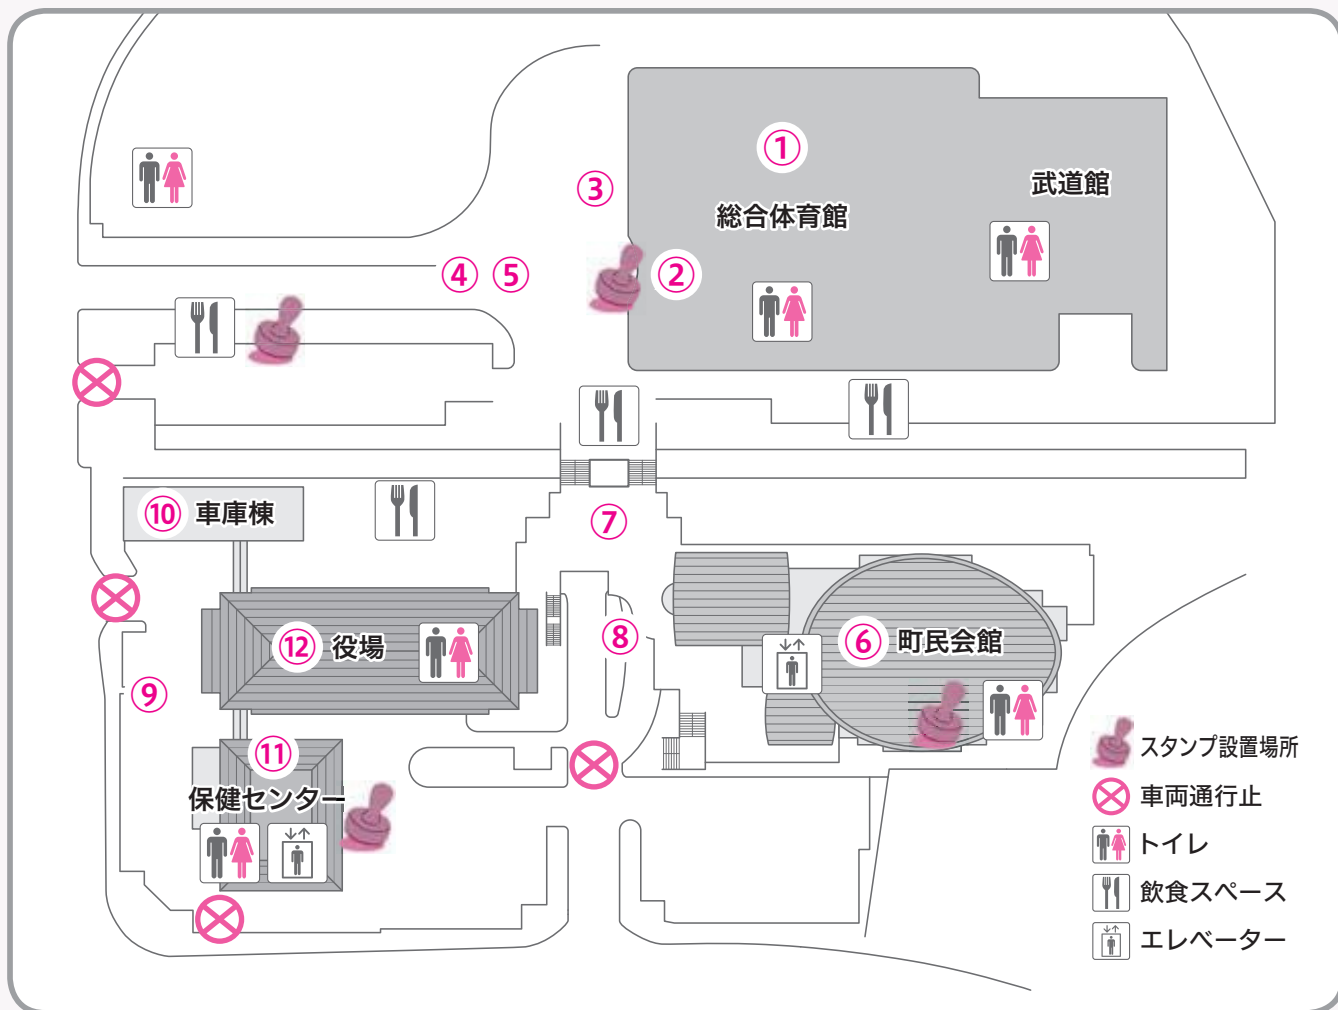 ①
総合体育館
武道館
③
②
④ ⑤
⑩ 車庫棟
⑦
⑫ 役場
⑧
⑥ 町民会館
⑨
⑪
保健センター
スタンプ設置場所
車両通行止
トイレ
飲食スペース
エレベーター